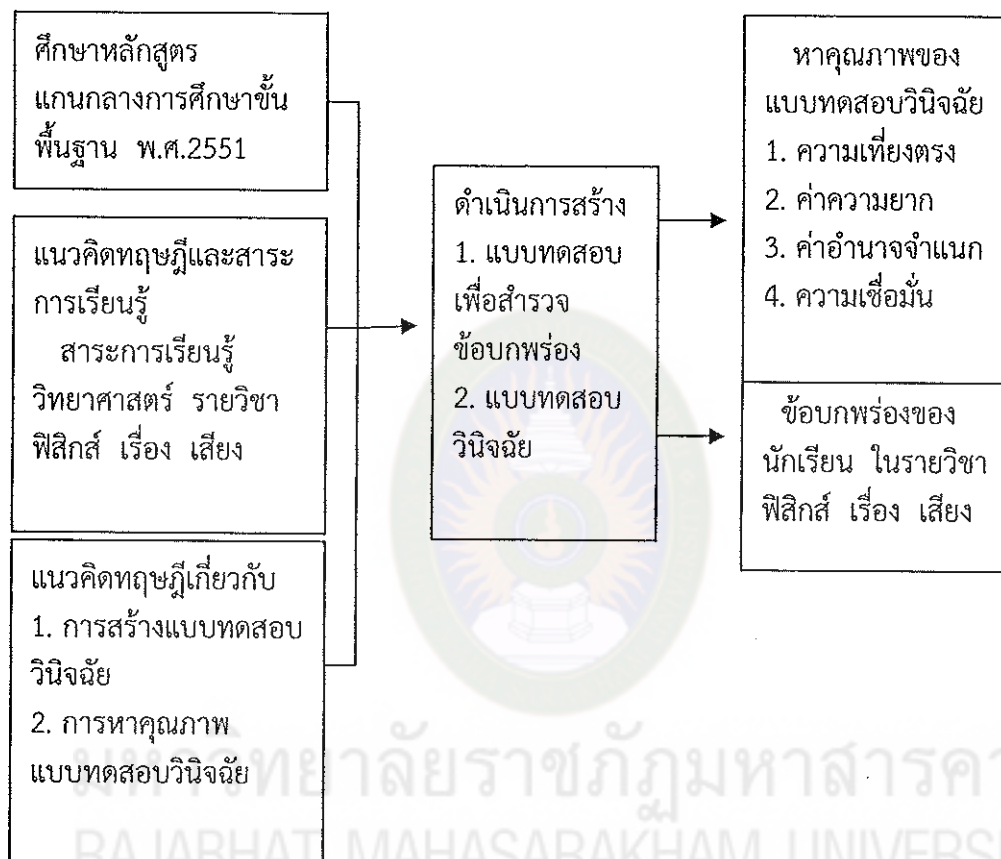 ศึกษาหลักสูตร
แกนกลางการศึกษาขั้น
พื้นฐาน พ.ศ.2551
แนวคิดทฤษฎีและสาระ
การเรียนรู้
สาระการเรียนรู้
วิทยาศาสตร์ รายวิชา
ฟิสิกส์ เรื่อง เสียง
แนวคิดทฤษฎีเกี่ยวกับ
1. การสร้างแบบทดสอบ
วินิจฉัย
2. การหาคุณภาพ
แบบทดสอบวินิจฉัย
ดำเนินการสร้าง
1. แบบทดสอบ
เพื่อสำรวจ
ข้อบกพร่อง
2. แบบทดสอบ
วินิจฉัย
หาคุณภาพของ
แบบทดสอบวินิจฉัย
1. ความเที่ยงตรง
2. ค่าความยาก
3. ค่าอำนาจจำแนก
4. ความเชื่อมั่น
ข้อบกพร่องของ
นักเรียน ในรายวิชา
ฟิสิกส์ เรื่อง เสียง
มหาวิทยาลัยราชภัฏมหาสารคา
RAJABHAT MAHASARAKHAM UNIVERSI